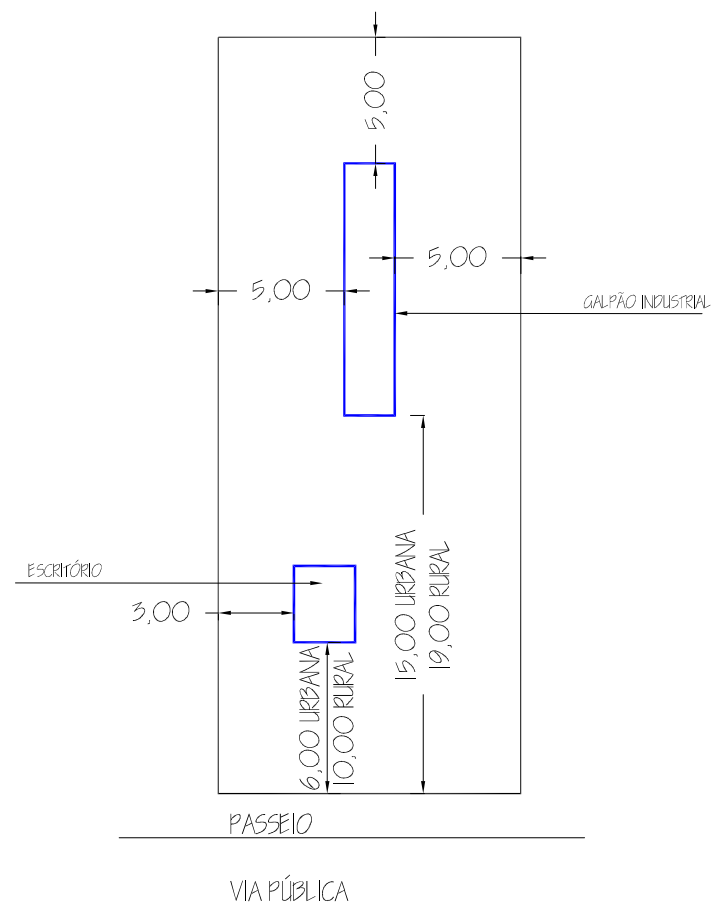 5,00
5,00
5,00
GALPÃO INDUSTRIAL
15,00 URBANA
19,00 RURAL
ESCRITÓRIO
3,00
6,00 URBANA
10,00 RURAL
PASSEIO
VIA PÚBLICA